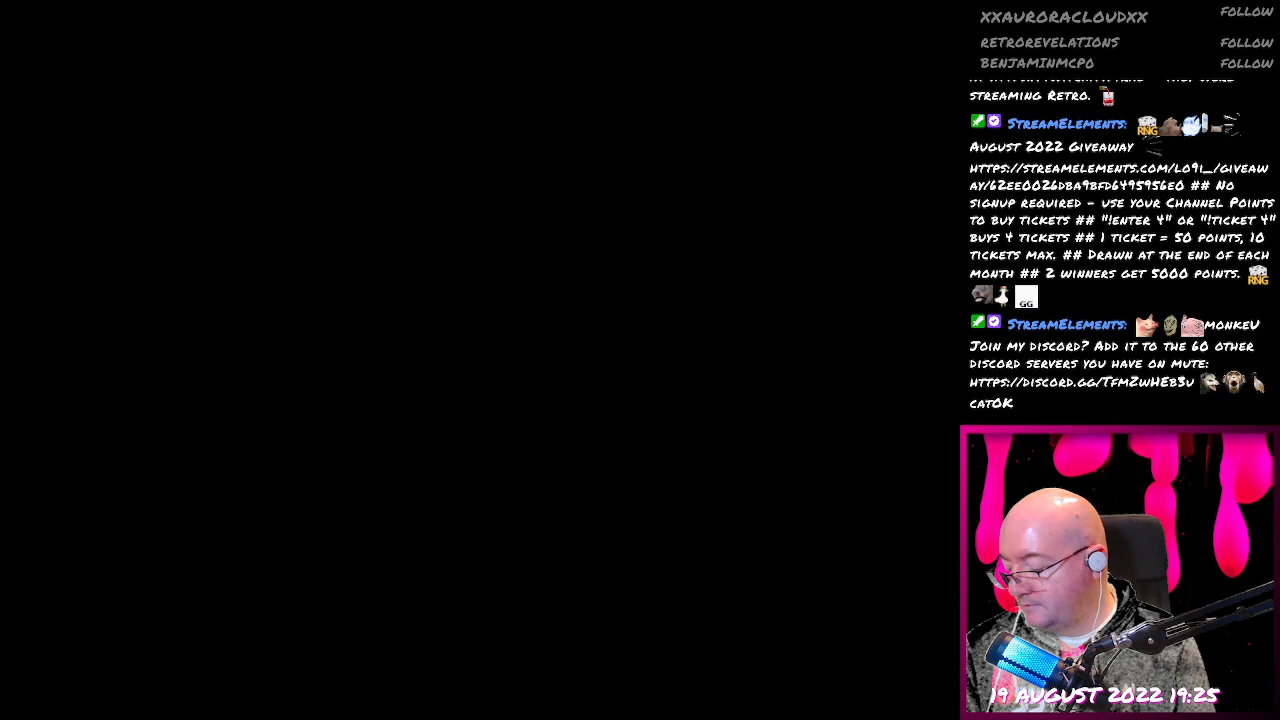 XXAURORACLOUDXX FOLLOW
RETROREVELATIONS FOLLOW
BENJAMINMCPO FOLLOW
STREAMING RETRO.
STREAMELEMENTS: RNG
AUGUST 2022 GIVEAWAY
HTTPS://STREAMELEMENTS.COM/LO9I_/GIVEAW
AY/62EE0026DBA9BFD6495956E0 ## NO
SIGNUP REQUIRED - USE YOUR CHANNEL POINTS
TO BUY TICKETS ## "!ENTER 4" OR "!TICKET 4"
BUYS 4 TICKETS ## 1 TICKET = 50 POINTS, 10
TICKETS MAX. ## DRAWN AT THE END OF EACH
MONTH ## 2 WINNERS GET 5000 POINTS. RNG
GG
STREAMELEMENTS: MONKEU
JOIN MY DISCORD? ADD IT TO THE 60 OTHER
DISCORD SERVERS YOU HAVE ON MUTE:
HTTPS://DISCORD.GG/TFMZWHEB3U
CATOK
19 AUGUST 2022 19:25